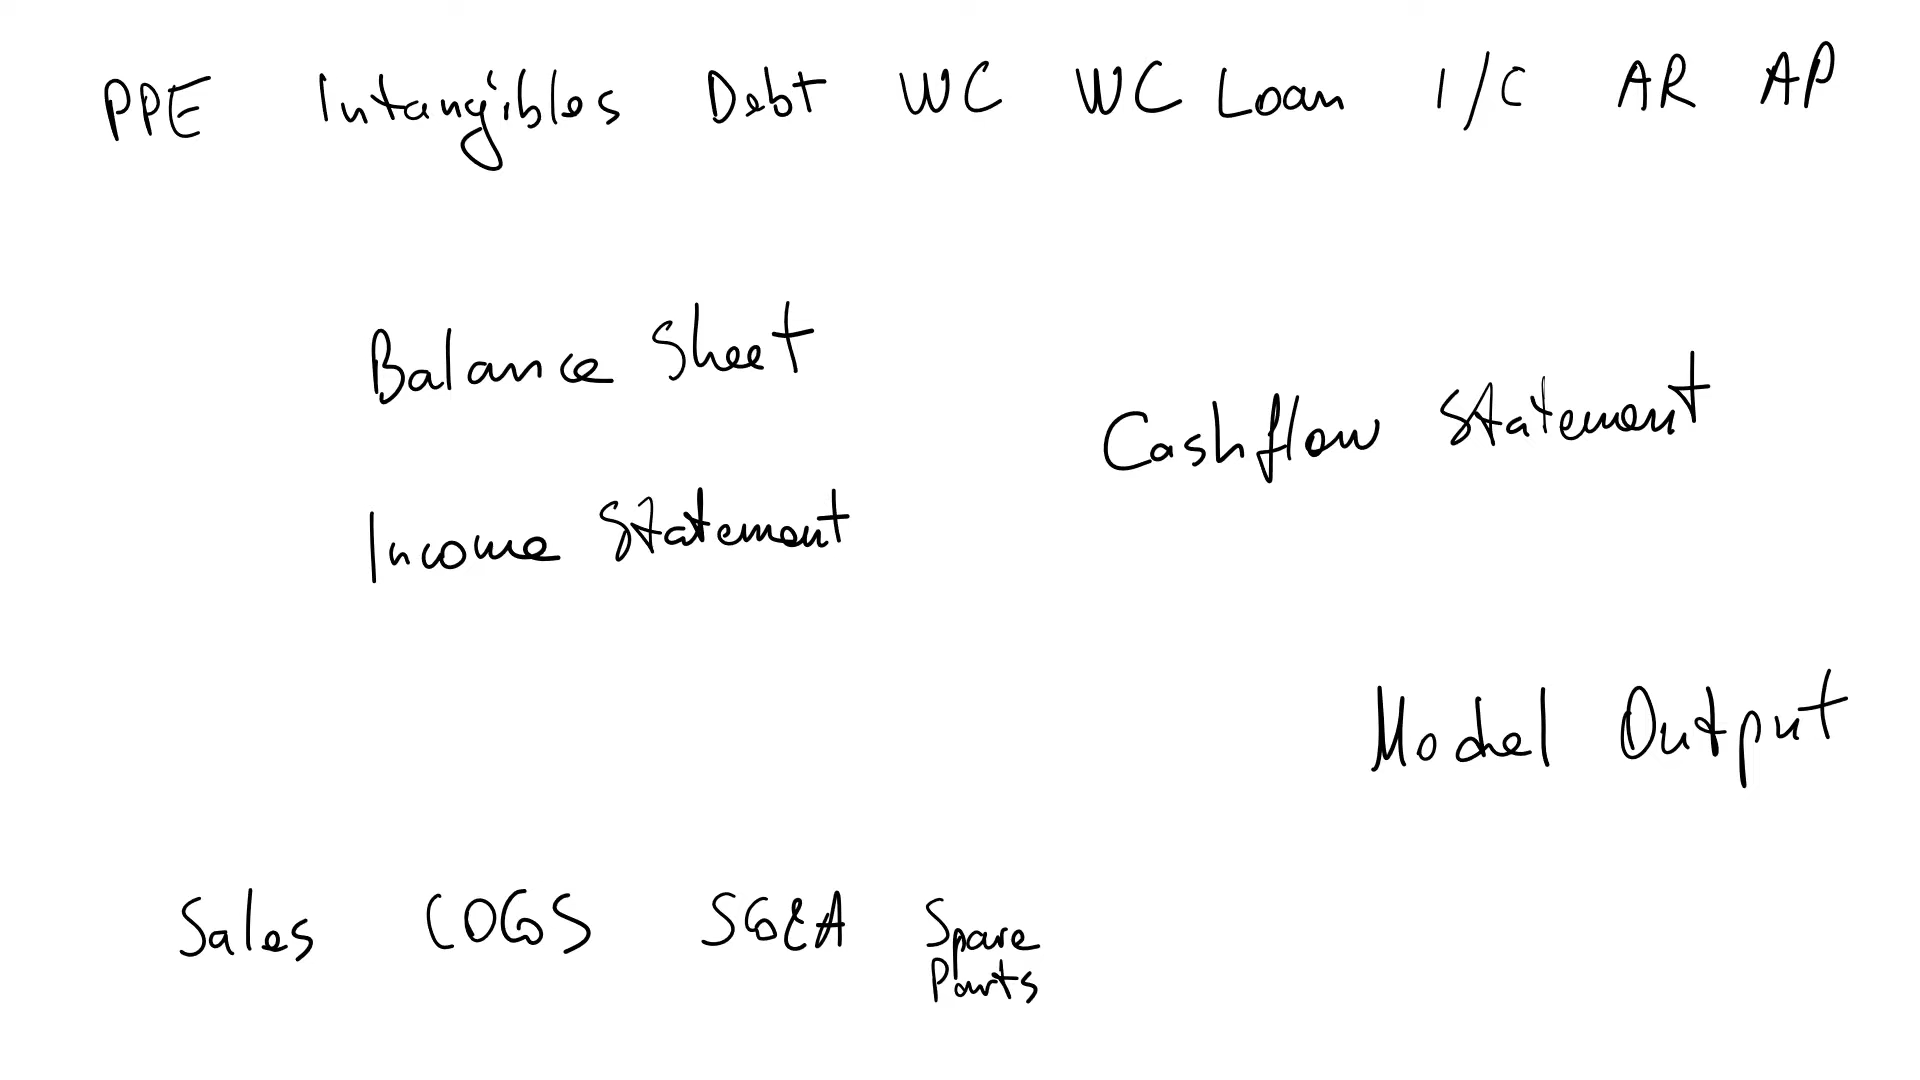 PPE Intangibles Debt WC WC Loan I/C AR AP
Balance Sheet
Cashflow Statement
Income Statement
Model Output
Sales COGS SG&A Spare
Parts